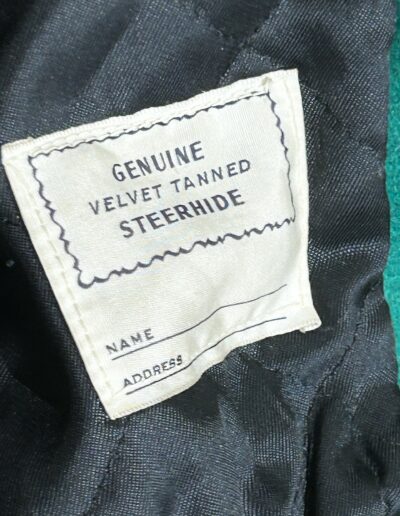 GENUINE
VELVET TANNED
STEERHIDE
NAME
ADDRESS